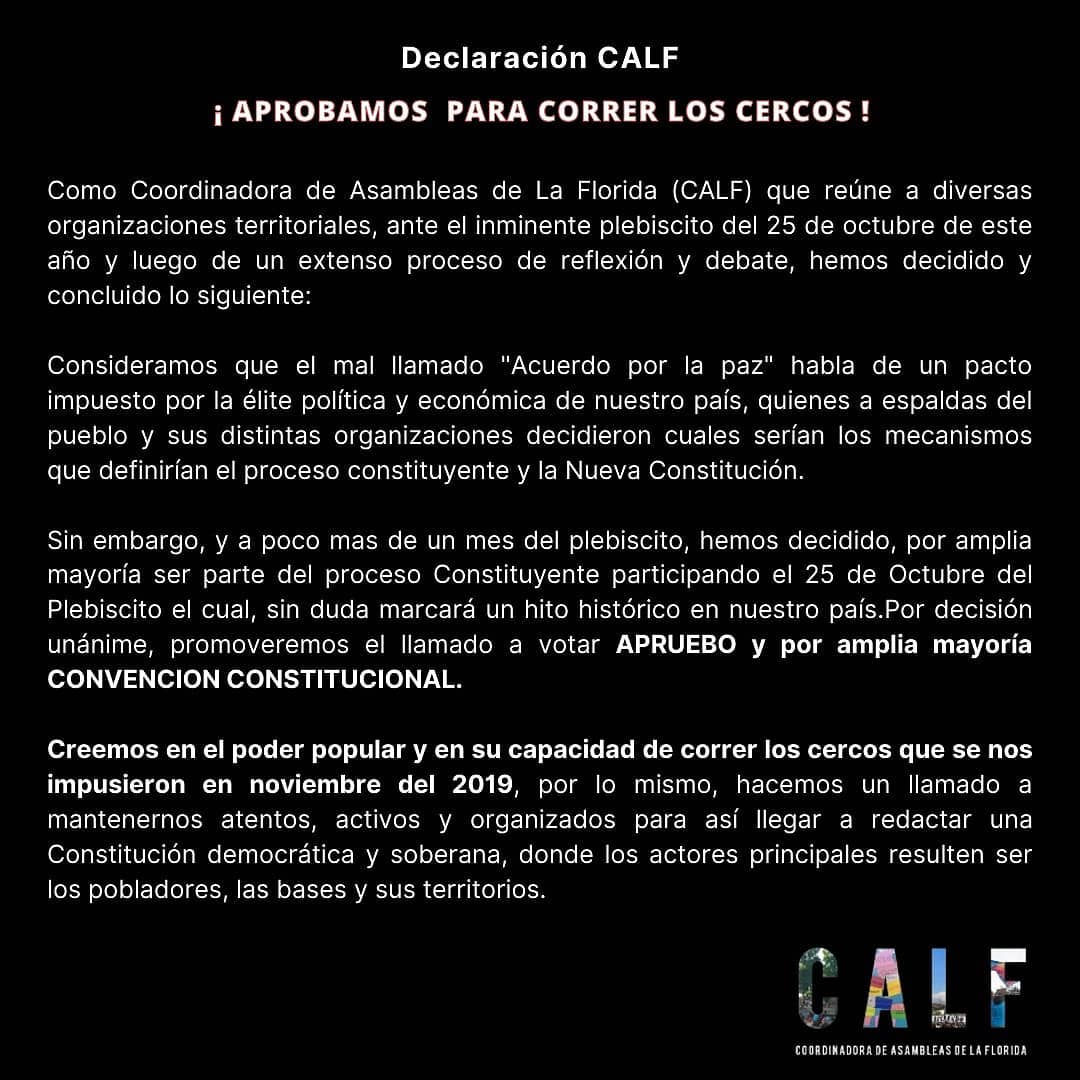 Declaración CALF
¡ APROBAMOS PARA CORRER LOS CERCOS !
Como Coordinadora de Asambleas de La Florida (CALF) que reúne a diversas
organizaciones territoriales, ante el inminente plebiscito del 25 de octubre de este
año y luego de un extenso proceso de reflexión y debate, hemos decidido y
concluido lo siguiente:
Consideramos que el mal llamado "Acuerdo por la paz" habla de un pacto
impuesto por la élite política y económica de nuestro país, quienes a espaldas del
pueblo y sus distintas organizaciones decidieron cuales serían los mecanismos
que definirían el proceso constituyente y la Nueva Constitución.
Sin embargo, y a poco mas de un mes del plebiscito, hemos decidido, por amplia
mayoría ser parte del proceso Constituyente participando el 25 de Octubre del
Plebiscito el cual, sin duda marcará un hito histórico en nuestro país.Por decisión
unánime, promoveremos el llamado a votar APRUEBO y por amplia mayoría
CONVENCION CONSTITUCIONAL.
Creemos en el poder popular y en su capacidad de correr los cercos que se nos
impusieron en noviembre del 2019, por lo mismo, hacemos un llamado a
mantenernos atentos, activos y organizados para así llegar a redactar una
Constitución democrática y soberana, donde los actores principales resulten ser
los pobladores, las bases y sus territorios.
CALF
COORDINADORA DE ASAMBLEAS DE LA FLORIDA